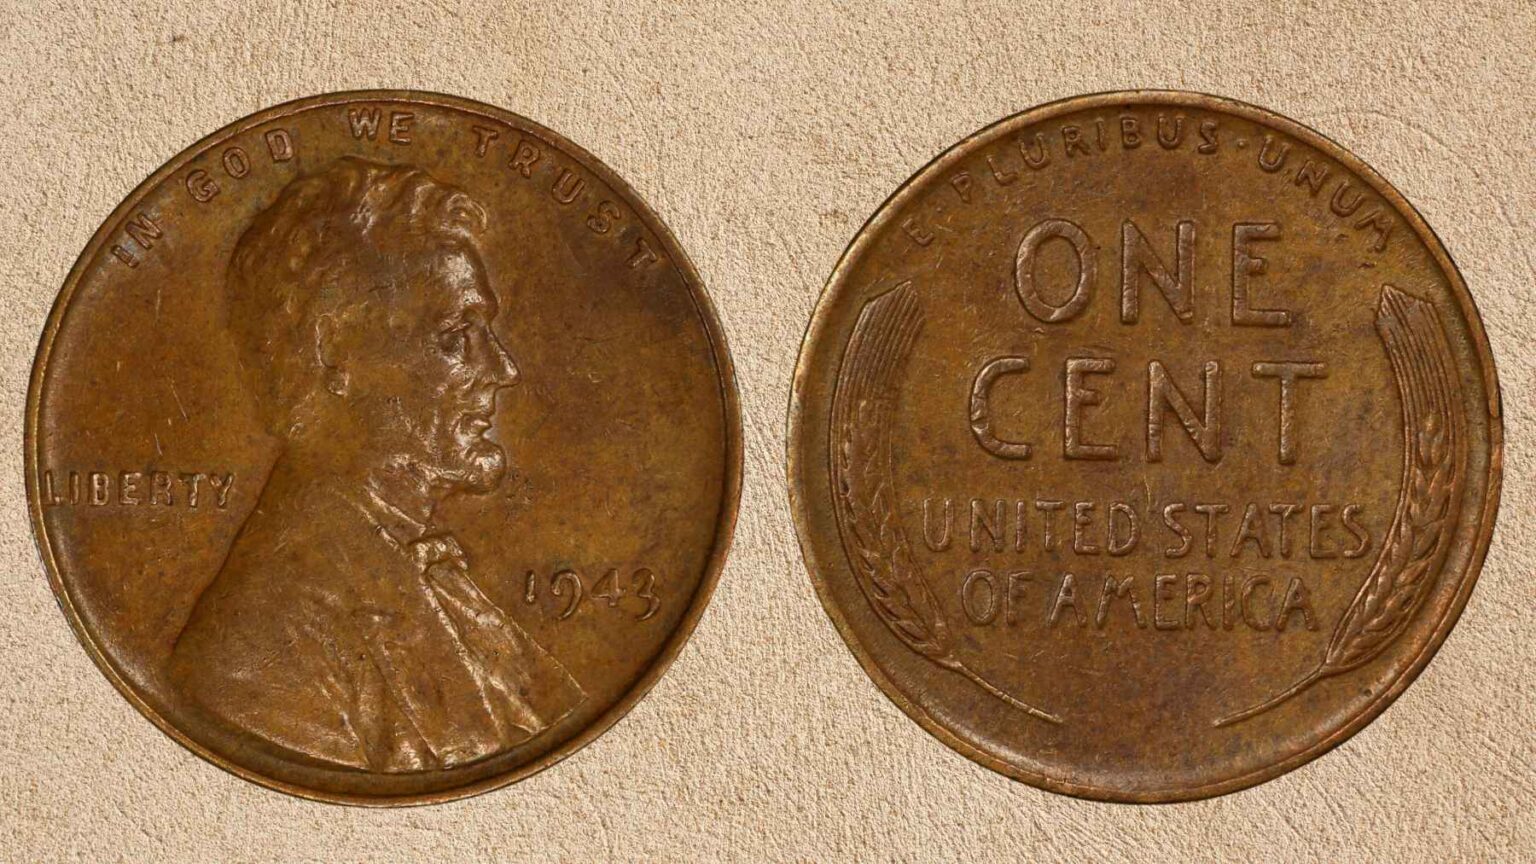 IN GOD WE TRUST
LIBERTY
1943
E · PLURIBUS · UNUM
ONE
CENT
UNITED STATES
OF AMERICA